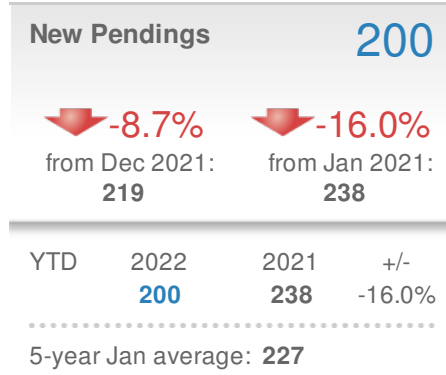 New Pendings 200
-8.7% -16.0%
from Dec 2021: from Jan 2021:
219 238
YTD 2022 2021 +/-
200 238 -16.0%
5-year Jan average: 227